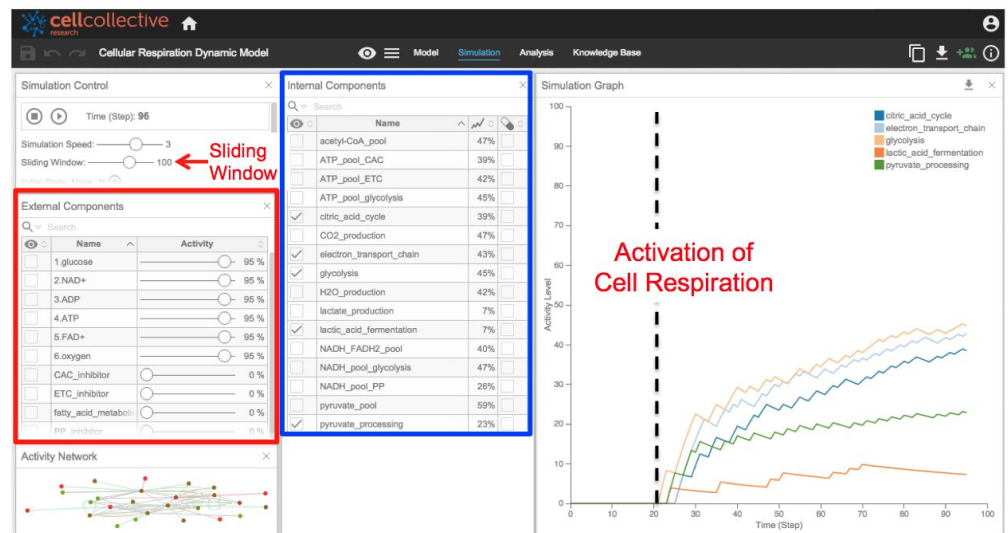 cellcollective
research
Cellular Respiration Dynamic Model
Model
Simulation
Analysis
Knowledge Base
Simulation Control
Time (Step): 96
Simulation Speed: 3
Sliding Window: 100
Initial State: None
Sliding
Window
External Components
Search
Name Activity
1.glucose 95 %
2.NAD+ 95 %
3.ADP 95 %
4.ATP 95 %
5.FAD+ 95 %
6.oxygen 95 %
CAC_inhibitor 0 %
ETC_inhibitor 0 %
fatty_acid_metaboli 0 %
PP_inhibitor 0 %
Activity Network
Internal Components
Search
Name
acetyl-CoA_pool 47%
ATP_pool_CAC 39%
ATP_pool_ETC 42%
ATP_pool_glycolysis 45%
citric_acid_cycle 39%
CO2_production 47%
electron_transport_chain 43%
glycolysis 45%
H2O_production 42%
lactate_production 7%
lactic_acid_fermentation 7%
NADH_FADH2_pool 40%
NADH_pool_glycolysis 47%
NADH_pool_PP 26%
pyruvate_pool 59%
pyruvate_processing 23%
Simulation Graph
citric_acid_cycle
electron_transport_chain
glycolysis
lactic_acid_fermentation
pyruvate_processing
Activation of
Cell Respiration
Activity Level
100
90
80
70
60
50
40
30
20
10
0
0 10 20 30 40 50 60 70 80 90 100
Time (Step)